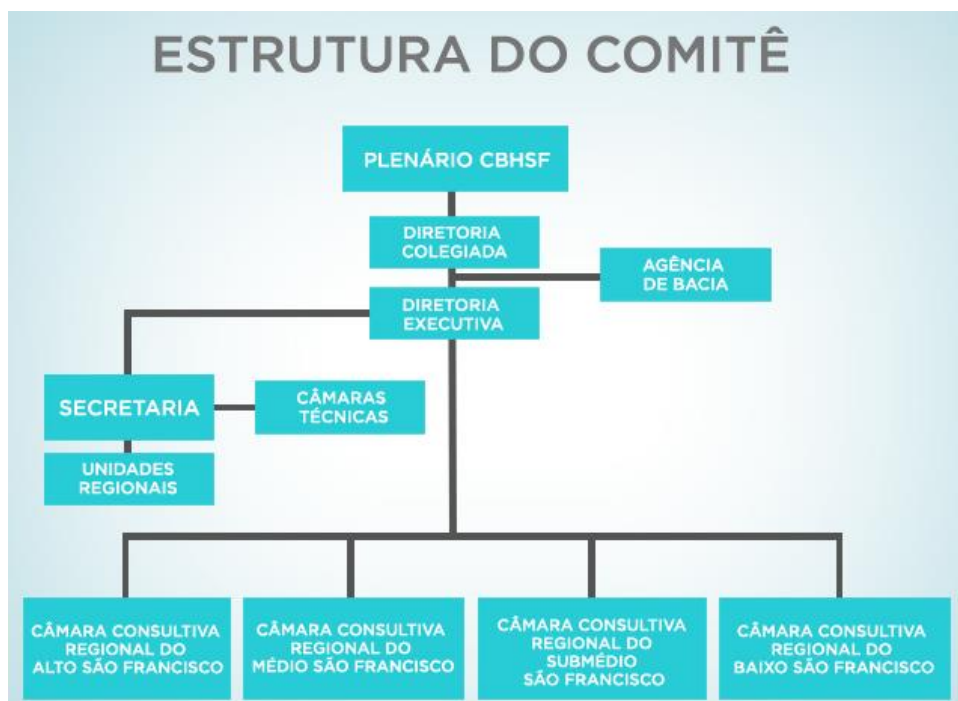 ESTRUTURA DO COMITÊ
PLENÁRIO CBHSF
DIRETORIA
COLEGIADA
AGÊNCIA
DE BACIA
DIRETORIA
EXECUTIVA
SECRETARIA
CÂMARAS
TÉCNICAS
UNIDADES
REGIONAIS
CÂMARA CONSULTIVA
REGIONAL DO
ALTO SÃO FRANCISCO
CÂMARA CONSULTIVA
REGIONAL DO
MÉDIO SÃO FRANCISCO
CÂMARA CONSULTIVA
REGIONAL DO
SUBMÉDIO
SÃO FRANCISCO
CÂMARA CONSULTIVA
REGIONAL DO
BAIXO SÃO FRANCISCO